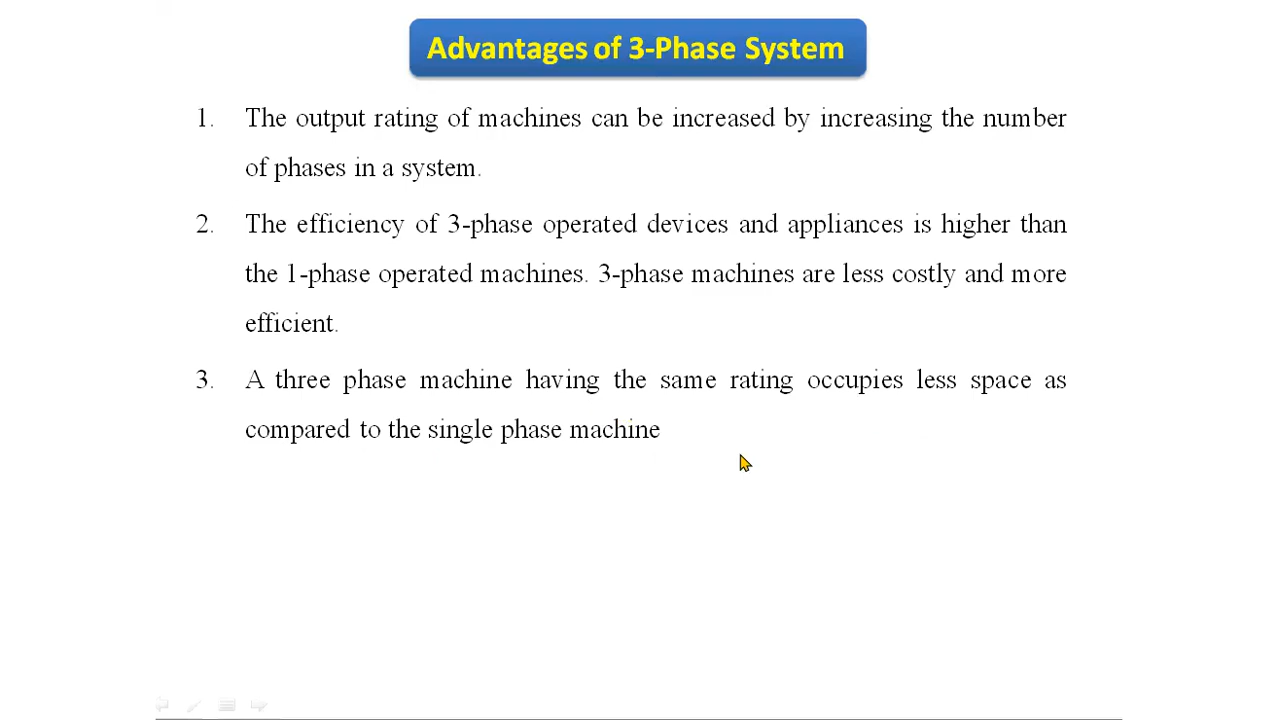 Advantages of 3-Phase System
1. The output rating of machines can be increased by increasing the number
of phases in a system.
2. The efficiency of 3-phase operated devices and appliances is higher than
the 1-phase operated machines. 3-phase machines are less costly and more
efficient.
3. A three phase machine having the same rating occupies less space as
compared to the single phase machine